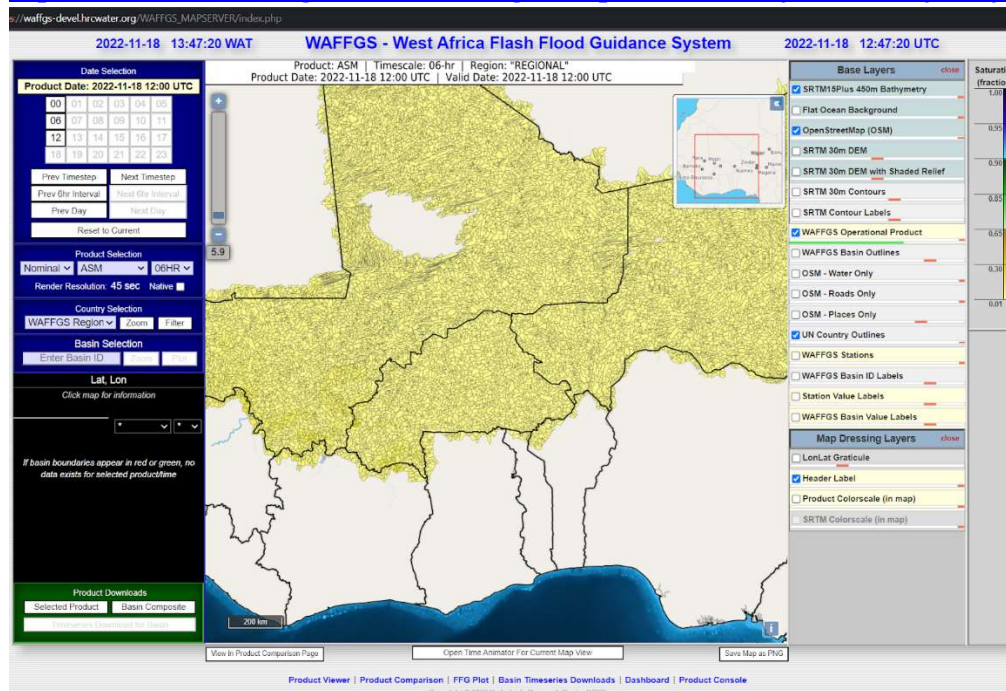 s://waffgs-devel.hrcwater.org/WAFFGS_MAPSERVER/index.php
2022-11-18 13:47:20 WAT
WAFFGS - West Africa Flash Flood Guidance System
2022-11-18 12:47:20 UTC
Date Selection
Product Date: 2022-11-18 12:00 UTC
00 01 02 03 04 05
06 07 08 09 10 11
12 13 14 15 16 17
18 19 20 21 22 23
Prev Timestep Next Timestep
Prev 6hr Interval Next 6hr Interval
Prev Day Next Day
Reset to Current
Product Selection
Nominal ASM 06HR
Render Resolution: 45 sec Native
Country Selection
WAFFGS Region Zoom Filter
Basin Selection
Enter Basin ID Zoom Plot
Lat, Lon
Click map for information
* *
If basin boundaries appear in red or green, no
data exists for selected product/time
Product Downloads
Selected Product Basin Composite
Timeseries Download for Basin
Product: ASM | Timescale: 06-hr | Region: "REGIONAL"
Product Date: 2022-11-18 12:00 UTC | Valid Date: 2022-11-18 12:00 UTC
+
5.9
Niger
200 km
i
View in Product Comparison Page
Open Time Animator For Current Map View
Save Map as PNG
Base Layers close
SRTM15Plus 450m Bathymetry
Flat Ocean Background
OpenStreetMap (OSM)
SRTM 30m DEM
SRTM 30m DEM with Shaded Relief
SRTM 30m Contours
SRTM Contour Labels
WAFFGS Operational Product
WAFFGS Basin Outlines
OSM - Water Only
OSM - Roads Only
OSM - Places Only
UN Country Outlines
WAFFGS Stations
WAFFGS Basin ID Labels
Station Value Labels
WAFFGS Basin Value Labels
Map Dressing Layers close
LonLat Graticule
Header Label
Product Colorscale (in map)
SRTM Colorscale (in map)
Saturati
(fractio
1.00
0.95
0.90
0.85
0.65
0.30
0.01
Product Viewer | Product Comparison | FFG Plot | Basin Timeseries Downloads | Dashboard | Product Console